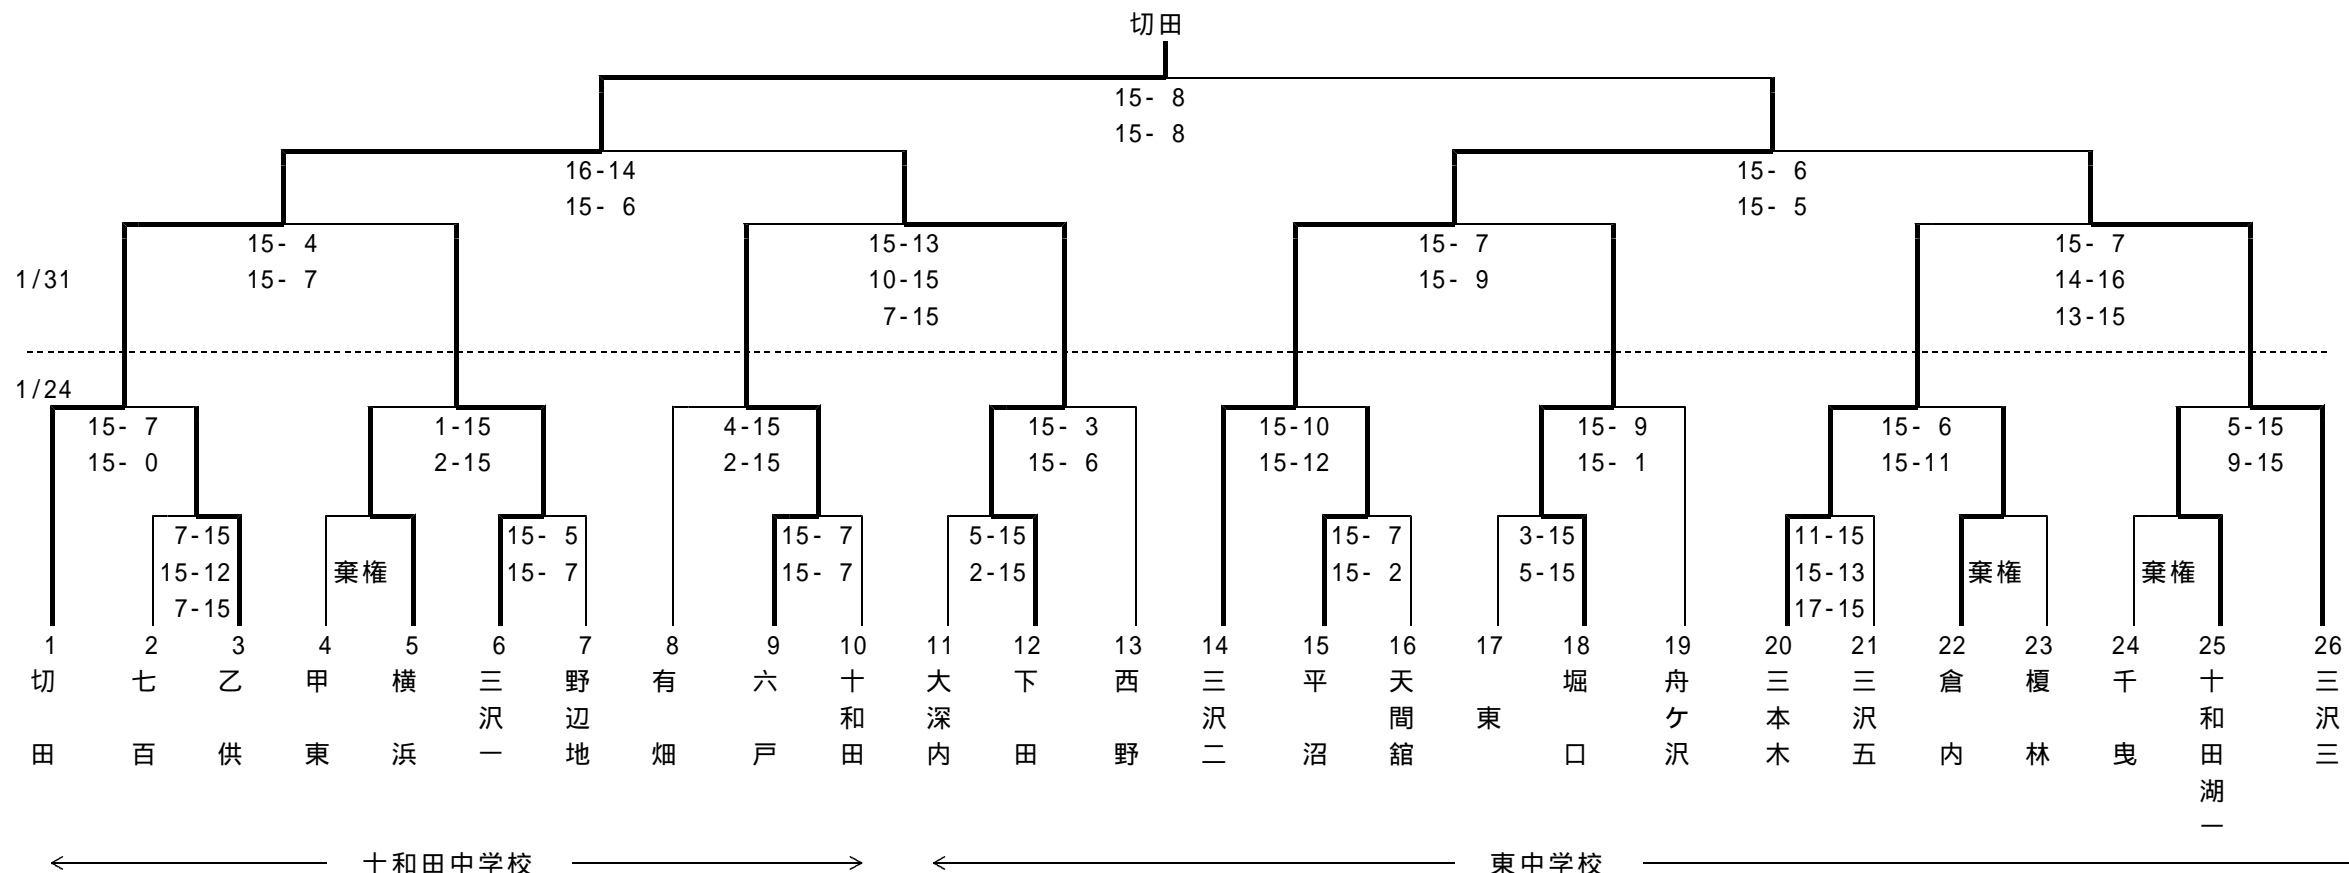 切田
15- 8
15- 8
16-14
15- 6
15- 6
15- 5
15- 4
15- 7
15-13
10-15
7-15
15- 7
15- 9
15- 7
14-16
13-15
1/31
1/24
15- 7
15- 0
1-15
2-15
4-15
2-15
15- 3
15- 6
15-10
15-12
15- 9
15- 1
15- 6
15-11
5-15
9-15
7-15
15-12
7-15
棄権
15- 5
15- 7
15- 7
15- 7
5-15
2-15
15- 7
15- 2
3-15
5-15
11-15
15-13
17-15
棄権
棄権
1 2 3 4 5 6 7 8 9 10 11 12 13 14 15 16 17 18 19 20 21 22 23 24 25 26
切田
七百
乙供
甲東
横浜
三沢一
野辺地
有畑
六戸
十和田
大深内
下田
西野
三沢二
平沼
天間舘
東
堀口
舟ケ沢
三本木
三沢五
倉内
榎林
千曳
十和田湖一
三沢三
十和田中学校
東中学校